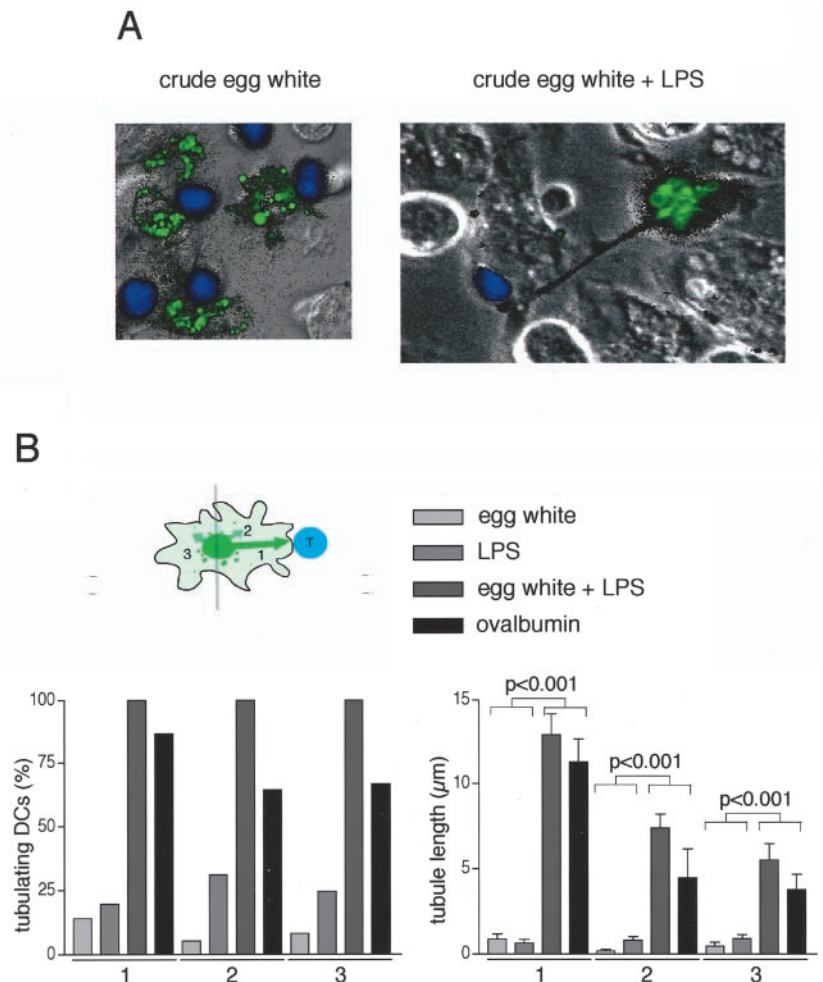 A
crude egg white
crude egg white + LPS
B
3
2
1
T
egg white
LPS
egg white + LPS
ovalbumin
tubulating DCs (%)
100
75
50
25
0
1
2
3
tubule length (µm)
15
10
5
0
p<0.001
p<0.001
p<0.001
1
2
3